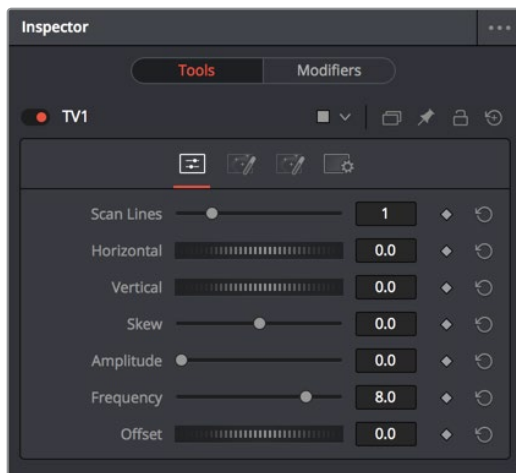 Inspector
Tools Modifiers
TV1
Scan Lines 1
Horizontal 0.0
Vertical 0.0
Skew 0.0
Amplitude 0.0
Frequency 8.0
Offset 0.0